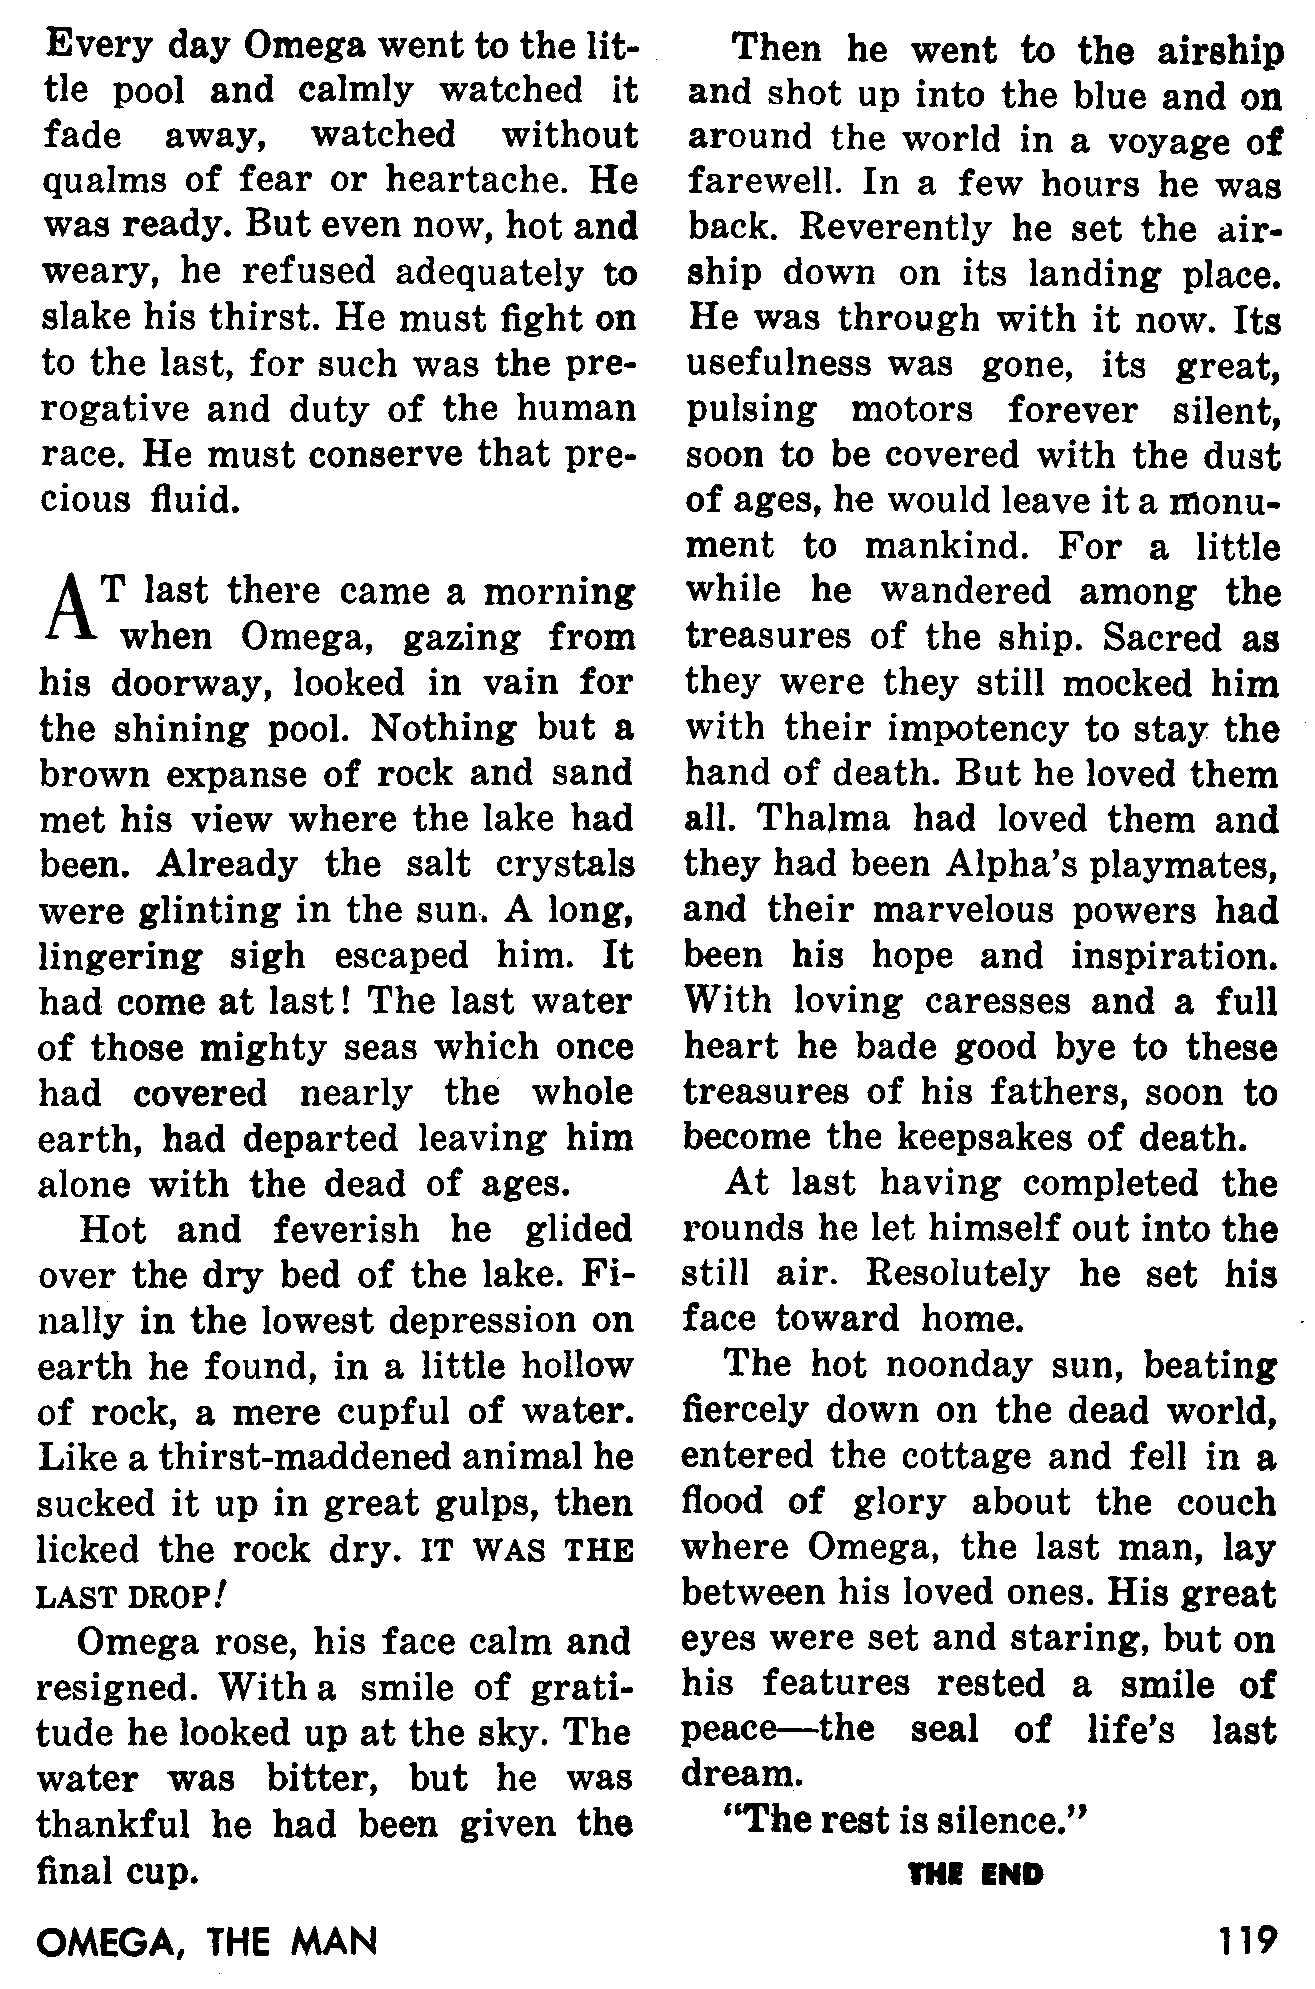 Every day Omega went to the lit-
tle pool and calmly watched it
fade away, watched without
qualms of fear or heartache. He
was ready. But even now, hot and
weary, he refused adequately to
slake his thirst. He must fight on
to the last, for such was the pre-
rogative and duty of the human
race. He must conserve that pre-
cious fluid.
AT last there came a morning
when Omega, gazing from
his doorway, looked in vain for
the shining pool. Nothing but a
brown expanse of rock and sand
met his view where the lake had
been. Already the salt crystals
were glinting in the sun. A long,
lingering sigh escaped him. It
had come at last! The last water
of those mighty seas which once
had covered nearly the whole
earth, had departed leaving him
alone with the dead of ages.
Hot and feverish he glided
over the dry bed of the lake. Fi-
nally in the lowest depression on
earth he found, in a little hollow
of rock, a mere cupful of water.
Like a thirst-maddened animal he
sucked it up in great gulps, then
licked the rock dry. IT WAS THE
LAST DROP!
Omega rose, his face calm and
resigned. With a smile of grati-
tude he looked up at the sky. The
water was bitter, but he was
thankful he had been given the
final cup.
Then he went to the airship
and shot up into the blue and on
around the world in a voyage of
farewell. In a few hours he was
back. Reverently he set the air-
ship down on its landing place.
He was through with it now. Its
usefulness was gone, its great,
pulsing motors forever silent,
soon to be covered with the dust
of ages, he would leave it a monu-
ment to mankind. For a little
while he wandered among the
treasures of the ship. Sacred as
they were they still mocked him
with their impotency to stay the
hand of death. But he loved them
all. Thalma had loved them and
they had been Alpha's playmates,
and their marvelous powers had
been his hope and inspiration.
With loving caresses and a full
heart he bade good bye to these
treasures of his fathers, soon to
become the keepsakes of death.
At last having completed the
rounds he let himself out into the
still air. Resolutely he set his
face toward home.
The hot noonday sun, beating
fiercely down on the dead world,
entered the cottage and fell in a
flood of glory about the couch
where Omega, the last man, lay
between his loved ones. His great
eyes were set and staring, but on
his features rested a smile of
peace—the seal of life's last
dream.
"The rest is silence."
THE END
OMEGA, THE MAN
119